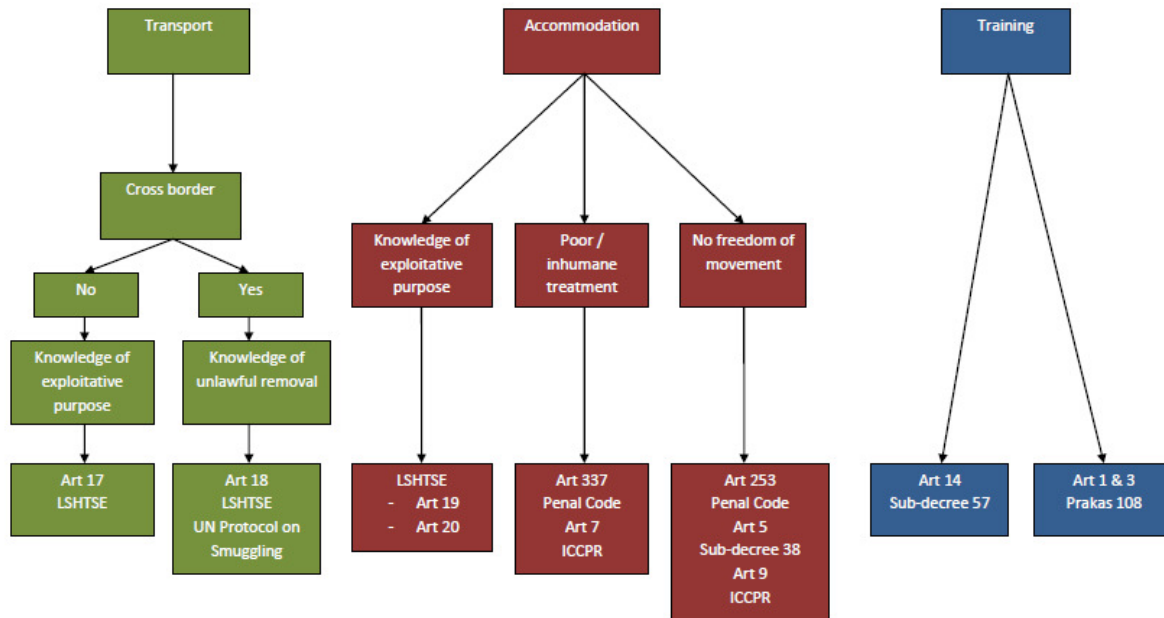 Transport
Accommodation
Training
Cross border
Knowledge of
exploitative
purpose
Poor /
inhumane
treatment
No freedom of
movement
No
Yes
Knowledge of
exploitative
purpose
Knowledge of
unlawful removal
Art 17
LSHTSE
Art 18
LSHTSE
UN Protocol on
Smuggling
LSHTSE
- Art 19
- Art 20
Art 337
Penal Code
Art 7
ICCPR
Art 253
Penal Code
Art 5
Sub-decree 38
Art 9
ICCPR
Art 14
Sub-decree 57
Art 1 & 3
Prakas 108